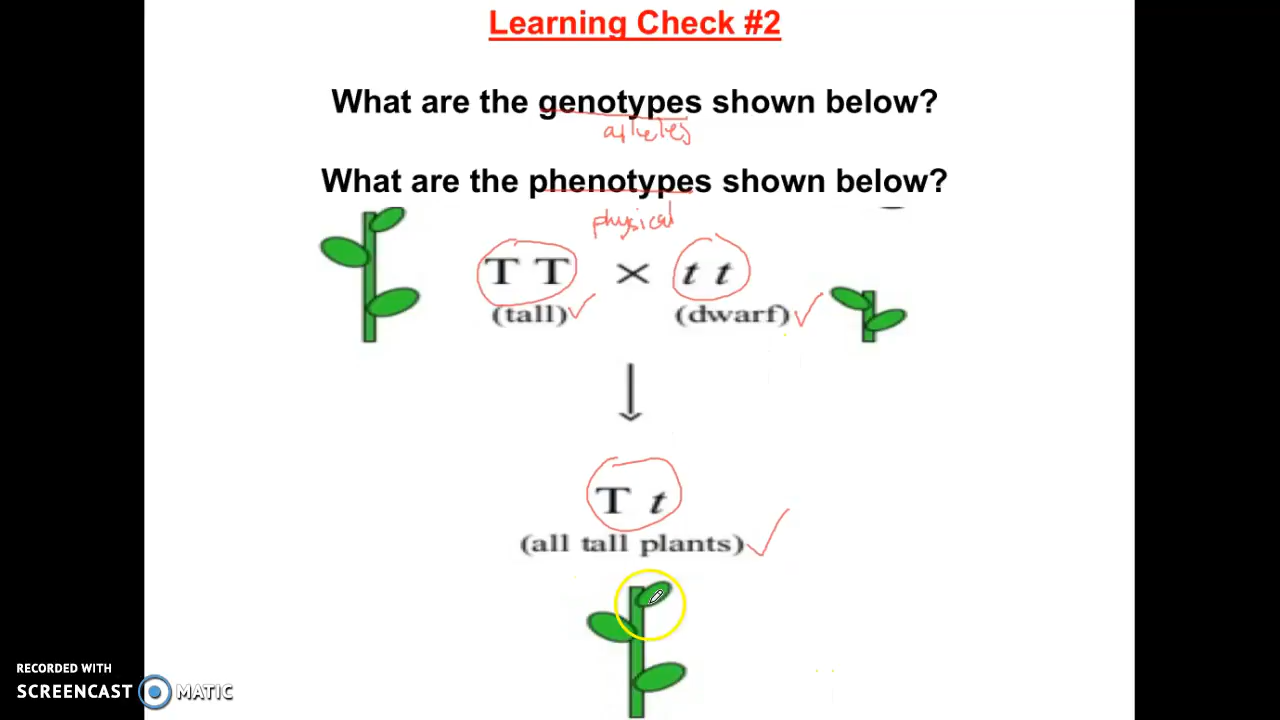 Learning Check #2
What are the genotypes shown below?
alleles
What are the phenotypes shown below?
physical
T T × t t
(tall) (dwarf)
T t
(all tall plants)
RECORDED WITH
SCREENCAST MATIC